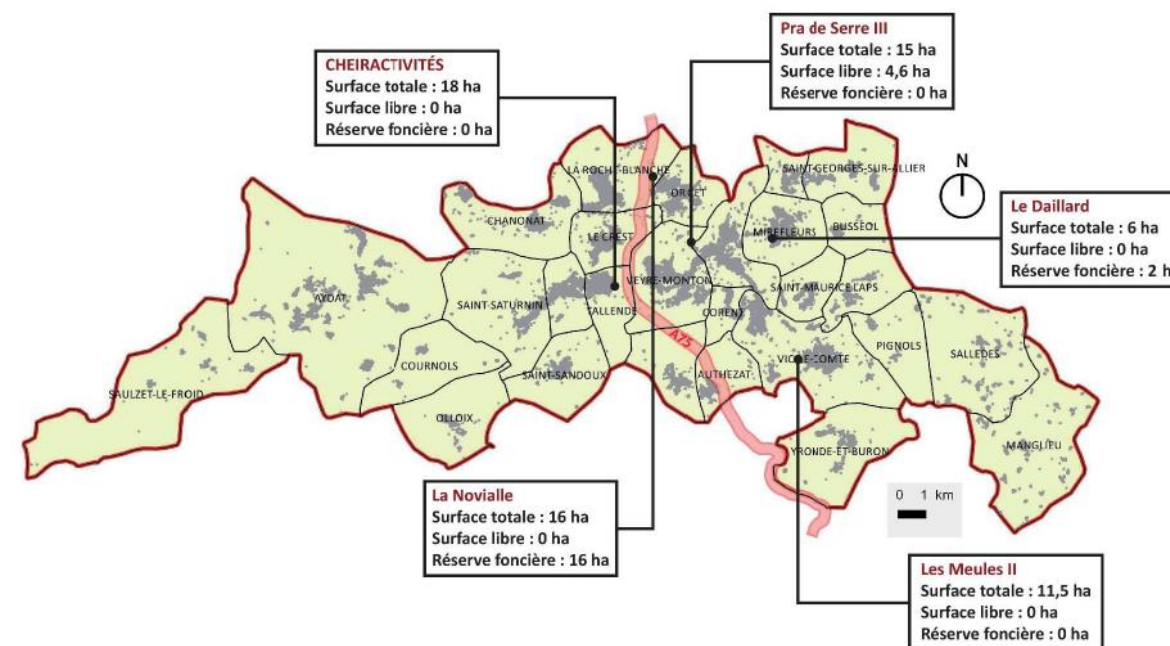 Pra de Serre III
Surface totale : 15 ha
Surface libre : 4,6 ha
Réserve foncière : 0 ha
CHEIRACTIVITÉS
Surface totale : 18 ha
Surface libre : 0 ha
Réserve foncière : 0 ha
N
Le Daillard
Surface totale : 6 ha
Surface libre : 0 ha
Réserve foncière : 2 h
LA ROCHE-BLANCHE
ORCET
SAINT-GEORGES-SUR-ALLIER
CHANONAT
LE CREST
MIREFLEURS
BUSSEOL
AYDAT
SAINT-SATURNIN
TALLENDE
VEYRE-MONTON
CORENT
SAINT-MAURICE LAPS
A75
COURNOLS
SAINT-SANDOUX
AUTHEZAT
VIC-LE-COMTE
PIGNOLS
SALLEDES
SAULZET-LE-FROID
OLLOIX
YRONDE-ET-BURON
MANGLIEU
0 1 km
La Novialle
Surface totale : 16 ha
Surface libre : 0 ha
Réserve foncière : 16 ha
Les Meules II
Surface totale : 11,5 ha
Surface libre : 0 ha
Réserve foncière : 0 ha